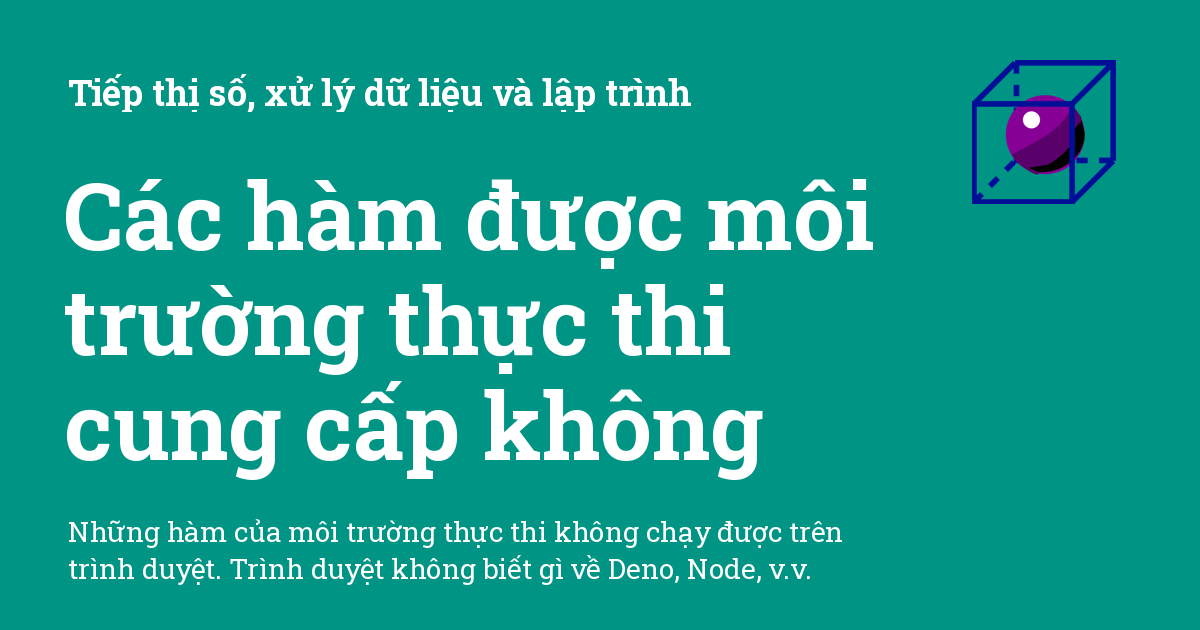 Tiếp thị số, xử lý dữ liệu và lập trình
Các hàm được môi
trường thực thi
cung cấp không
Những hàm của môi trường thực thi không chạy được trên
trình duyệt. Trình duyệt không biết gì về Deno, Node, v.v.